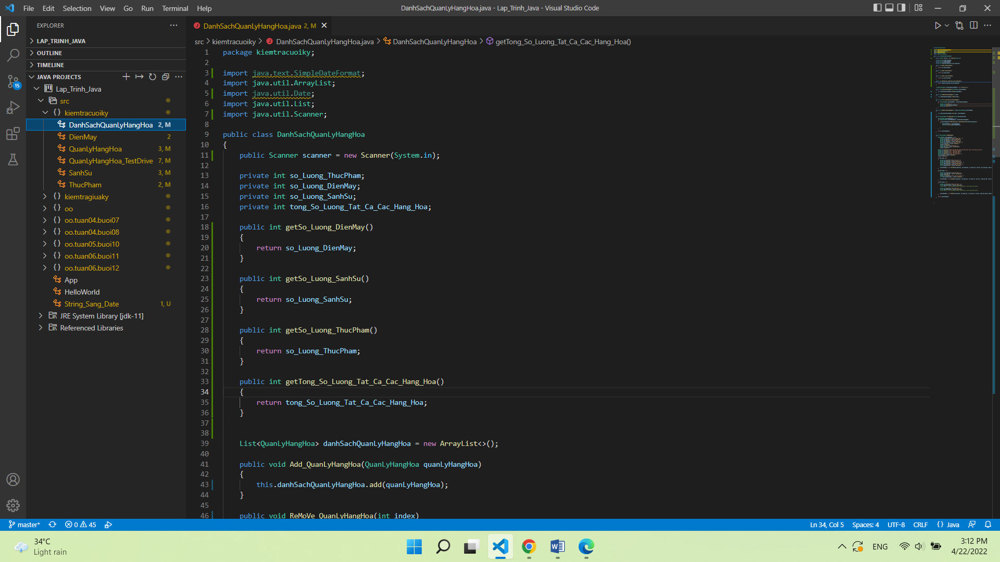 File Edit Selection View Go Run Terminal Help
DanhSachQuanLyHangHoa.java - Lap_Trinh_Java - Visual Studio Code
EXPLORER
LAP_TRINH_JAVA
OUTLINE
TIMELINE
JAVA PROJECTS
Lap_Trinh_Java
src
kiemtracuoiky
DanhSachQuanLyHangHoa 2, M
DienMay 2
QuanLyHangHoa 3, M
QuanLyHangHoa_TestDrive 7, M
SanhSu 3, M
ThucPham 2, M
kiemtragiuaky
oo
oo.tuan04.buoi07
oo.tuan04.buoi08
oo.tuan05.buoi10
oo.tuan06.buoi11
oo.tuan06.buoi12
App
HelloWorld
String_Sang_Date 1, U
JRE System Library [jdk-11]
Referenced Libraries
15
DanhSachQuanLyHangHoa.java 2, M
src > kiemtracuoiky > DanhSachQuanLyHangHoa.java > DanhSachQuanLyHangHoa > getTong_So_Luong_Tat_Ca_Cac_Hang_Hoa()
1 package kiemtracuoiky;
2
3 import java.text.SimpleDateFormat;
4 import java.util.ArrayList;
5 import java.util.Date;
6 import java.util.List;
7 import java.util.Scanner;
8
9 public class DanhSachQuanLyHangHoa
10 {
11 public Scanner scanner = new Scanner(System.in);
12
13 private int so_Luong_ThucPham;
14 private int so_Luong_DienMay;
15 private int so_Luong_SanhSu;
16 private int tong_So_Luong_Tat_Ca_Cac_Hang_Hoa;
17
18 public int getSo_Luong_DienMay()
19 {
20 return so_Luong_DienMay;
21 }
22
23 public int getSo_Luong_SanhSu()
24 {
25 return so_Luong_SanhSu;
26 }
27
28 public int getSo_Luong_ThucPham()
29 {
30 return so_Luong_ThucPham;
31 }
32
33 public int getTong_So_Luong_Tat_Ca_Cac_Hang_Hoa()
34 {
35 return tong_So_Luong_Tat_Ca_Cac_Hang_Hoa;
36 }
37
38
39 List<QuanLyHangHoa> danhSachQuanLyHangHoa = new ArrayList<>();
40
41 public void Add_QuanLyHangHoa(QuanLyHangHoa quanLyHangHoa)
42 {
43 this.danhSachQuanLyHangHoa.add(quanLyHangHoa);
44 }
45
46 public void ReMoVe_QuanLyHangHoa(int index)
master* 0 45 Ln 34, Col 5 Spaces: 4 UTF-8 CRLF {} Java
34°C
Light rain
ENG
3:12 PM
4/22/2022